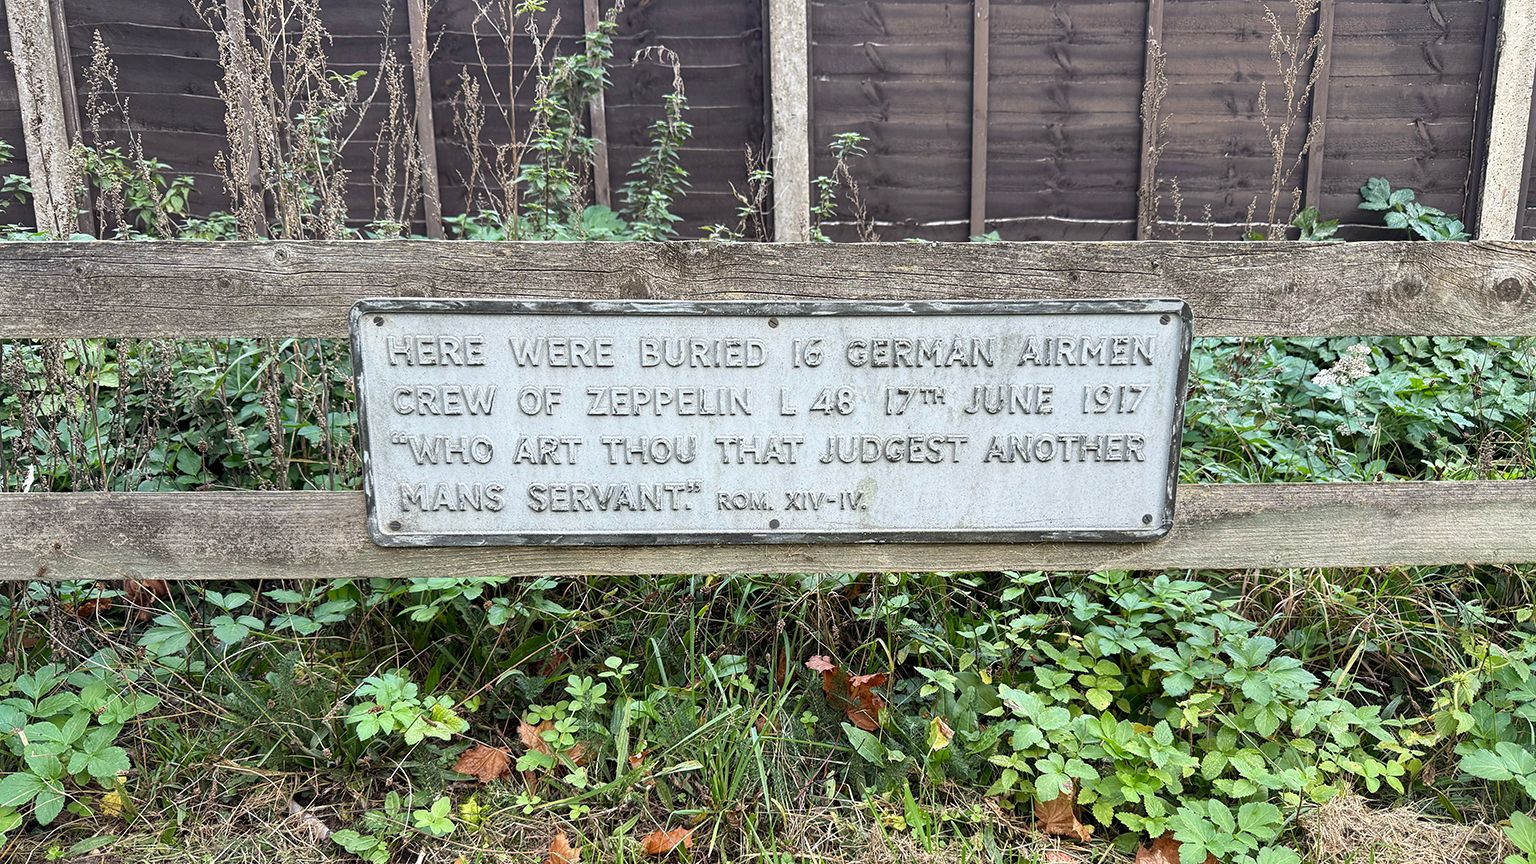 HERE WERE BURIED 16 GERMAN AIRMEN
CREW OF ZEPPELIN L 48 17TH JUNE 1917
“WHO ART THOU THAT JUDGEST ANOTHER
MANS SERVANT.” ROM. XIV-IV.